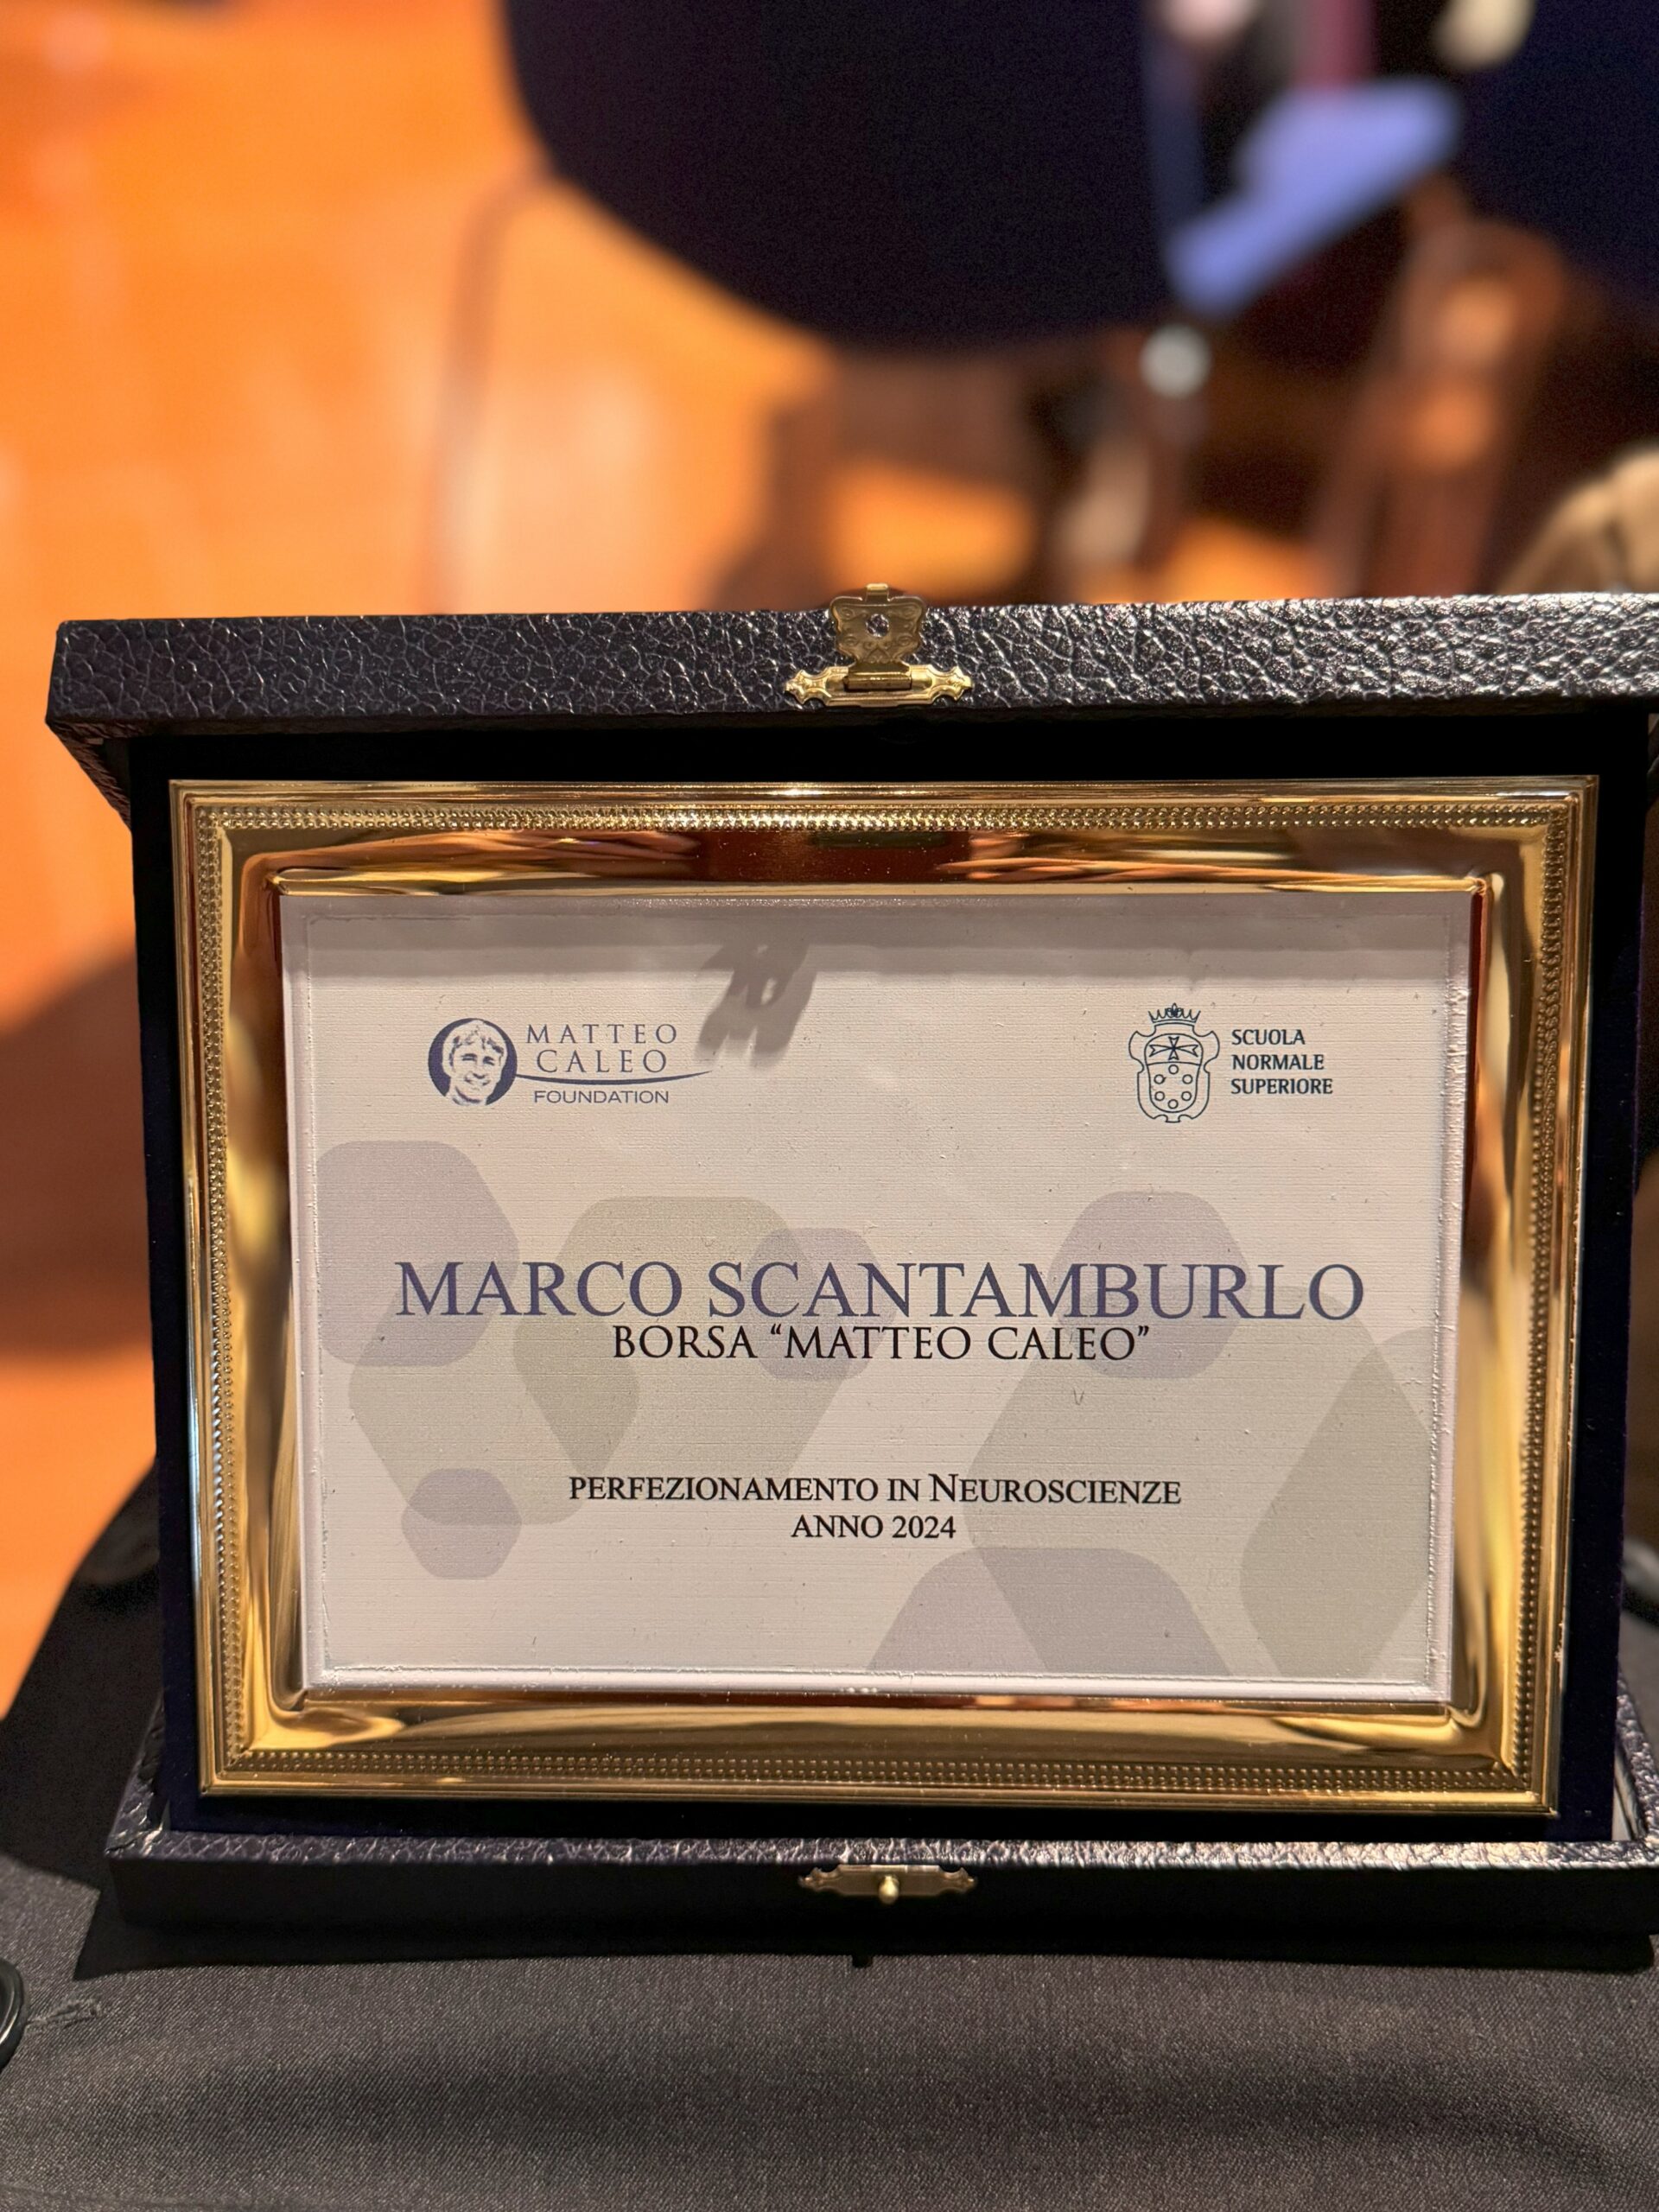 MATTEO
CALEO
FOUNDATION
SCUOLA
NORMALE
SUPERIORE
MARCO SCANTAMBURLO
BORSA “MATTEO CALEO”
PERFEZIONAMENTO IN NEUROSCIENZE
ANNO 2024